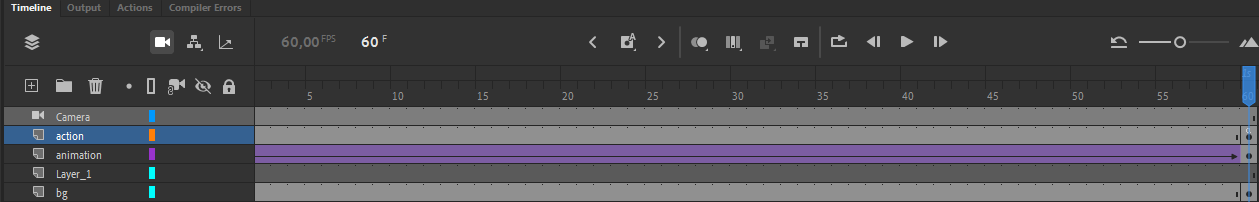 Timeline Output Actions Compiler Errors
60,00 FPS 60 F
5 10 15 20 25 30 35 40 45 50 55 60
Camera
action
animation
Layer_1
bg